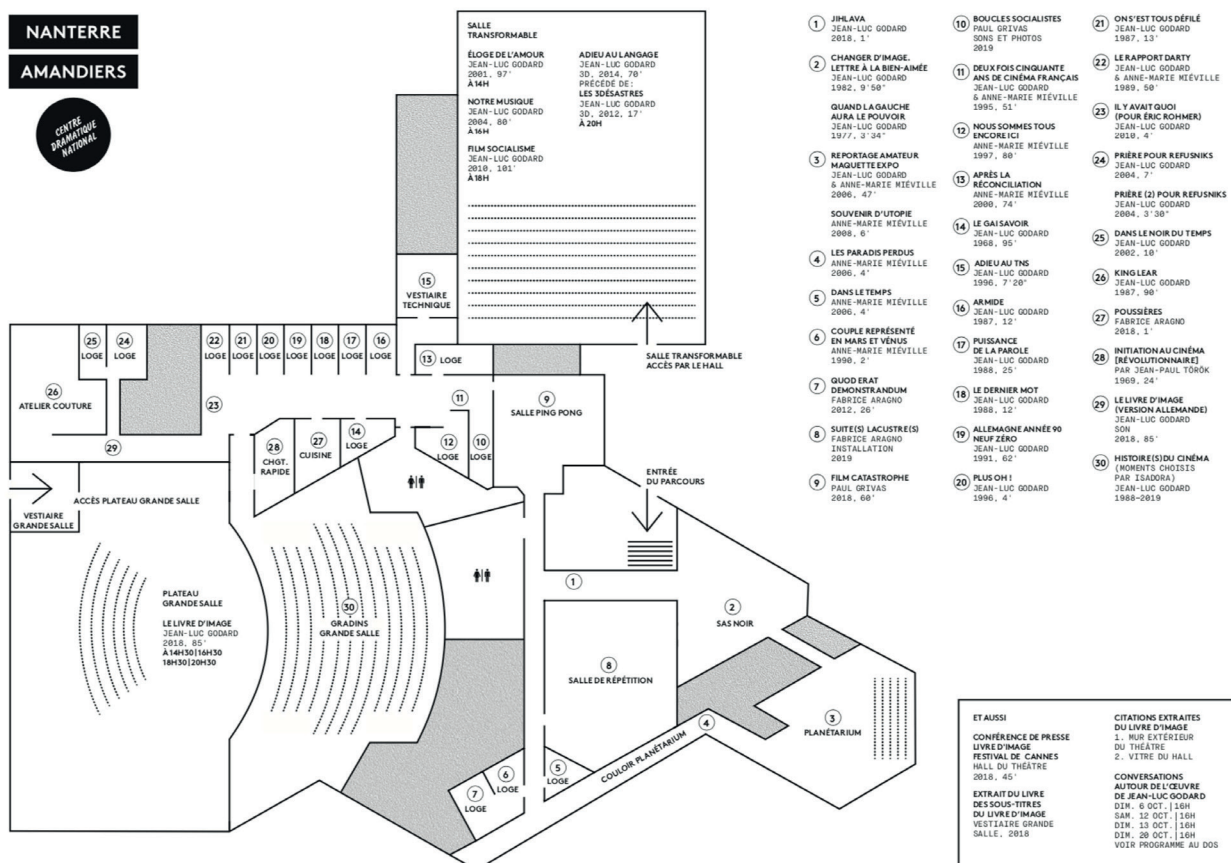 NANTERRE
AMANDIERS
CENTRE
DRAMATIQUE
NATIONAL
SALLE
TRANSFORMABLE
ÉLOGE DE L'AMOUR
JEAN-LUC GODARD
2001, 97'
À 14H
NOTRE MUSIQUE
JEAN-LUC GODARD
2004, 80'
À 16H
FILM SOCIALISME
JEAN-LUC GODARD
2010, 101'
À 18H
ADIEU AU LANGAGE
JEAN-LUC GODARD
3D, 2014, 70'
PRÉCÉDÉ DE:
LES 3DÉSASTRES
JEAN-LUC GODARD
3D, 2012, 17'
À 20H
15
VESTIAIRE
TECHNIQUE
SALLE TRANSFORMABLE
ACCÈS PAR LE HALL
25
LOGE
24
LOGE
22
LOGE
21
LOGE
20
LOGE
19
LOGE
18
LOGE
17
LOGE
16
LOGE
13 LOGE
26
ATELIER COUTURE
23
11
9
SALLE PING PONG
29
28
CHGT.
RAPIDE
27
CUISINE
14
LOGE
12
LOGE
10
LOGE
ENTRÉE
DU PARCOURS
ACCÈS PLATEAU GRANDE SALLE
VESTIAIRE
GRANDE SALLE
PLATEAU
GRANDE SALLE
LE LIVRE D'IMAGE
JEAN-LUC GODARD
2018, 85'
À 14H30|16H30
18H30|20H30
30
GRADINS
GRANDE SALLE
1
2
SAS NOIR
8
SALLE DE RÉPÉTITION
3
PLANÉTARIUM
4
COULOIR PLANÉTARIUM
5
LOGE
6
LOGE
7
LOGE
1 JIHLAVA
JEAN-LUC GODARD
2018, 1'
2 CHANGER D'IMAGE.
LETTRE À LA BIEN-AIMÉE
JEAN-LUC GODARD
1982, 9'50"
QUAND LA GAUCHE
AURA LE POUVOIR
JEAN-LUC GODARD
1977, 3'34"
3 REPORTAGE AMATEUR
MAQUETTE EXPO
JEAN-LUC GODARD
& ANNE-MARIE MIÉVILLE
2006, 47'
SOUVENIR D'UTOPIE
ANNE-MARIE MIÉVILLE
2008, 6'
4 LES PARADIS PERDUS
ANNE-MARIE MIÉVILLE
2006, 4'
5 DANS LE TEMPS
ANNE-MARIE MIÉVILLE
2006, 4'
6 COUPLE REPRÉSENTÉ
EN MARS ET VÉNUS
ANNE-MARIE MIÉVILLE
1990, 2'
7 QUOD ERAT
DEMONSTRANDUM
FABRICE ARAGNO
2012, 26'
8 SUITE(S) LACUSTRE(S)
FABRICE ARAGNO
INSTALLATION
2019
9 FILM CATASTROPHE
PAUL GRIVAS
2018, 60'
10 BOUCLES SOCIALISTES
PAUL GRIVAS
SONS ET PHOTOS
2019
11 DEUX FOIS CINQUANTE
ANS DE CINÉMA FRANÇAIS
JEAN-LUC GODARD
& ANNE-MARIE MIÉVILLE
1995, 51'
12 NOUS SOMMES TOUS
ENCORE ICI
ANNE-MARIE MIÉVILLE
1997, 80'
13 APRÈS LA
RÉCONCILIATION
ANNE-MARIE MIÉVILLE
2000, 74'
14 LE GAI SAVOIR
JEAN-LUC GODARD
1968, 95'
15 ADIEU AU TNS
JEAN-LUC GODARD
1996, 7'20"
16 ARMIDE
JEAN-LUC GODARD
1987, 12'
17 PUISSANCE
DE LA PAROLE
JEAN-LUC GODARD
1988, 25'
18 LE DERNIER MOT
JEAN-LUC GODARD
1988, 12'
19 ALLEMAGNE ANNÉE 90
NEUF ZÉRO
JEAN-LUC GODARD
1991, 62'
20 PLUS OH !
JEAN-LUC GODARD
1996, 4'
21 ON S'EST TOUS DÉFILÉ
JEAN-LUC GODARD
1987, 13'
22 LE RAPPORT DARTY
JEAN-LUC GODARD
& ANNE-MARIE MIÉVILLE
1989, 50'
23 IL Y AVAIT QUOI
(POUR ÉRIC ROHMER)
JEAN-LUC GODARD
2010, 4'
24 PRIÈRE POUR REFUSNIKS
JEAN-LUC GODARD
2004, 7'
PRIÈRE (2) POUR REFUSNIKS
JEAN-LUC GODARD
2004, 3'30"
25 DANS LE NOIR DU TEMPS
JEAN-LUC GODARD
2002, 10'
26 KING LEAR
JEAN-LUC GODARD
1987, 90'
27 POUSSIÈRES
FABRICE ARAGNO
2018, 1'
28 INITIATION AU CINÉMA
[RÉVOLUTIONNAIRE]
PAR JEAN-PAUL TÖRÖK
1969, 24'
29 LE LIVRE D'IMAGE
(VERSION ALLEMANDE)
JEAN-LUC GODARD
SON
2018, 85'
30 HISTOIRE(S) DU CINÉMA
(MOMENTS CHOISIS
PAR ISADORA)
JEAN-LUC GODARD
1988-2019
ET AUSSI
CONFÉRENCE DE PRESSE
LIVRE D'IMAGE
FESTIVAL DE CANNES
HALL DU THÉÂTRE
2018, 45'
EXTRAIT DU LIVRE
DES SOUS-TITRES
DU LIVRE D'IMAGE
VESTIAIRE GRANDE
SALLE, 2018
CITATIONS EXTRAITES
DU LIVRE D'IMAGE
1. MUR EXTÉRIEUR
DU THÉÂTRE
2. VITRE DU HALL
CONVERSATIONS
AUTOUR DE L'ŒUVRE
DE JEAN-LUC GODARD
DIM. 6 OCT.|16H
SAM. 12 OCT.|16H
DIM. 13 OCT.|16H
DIM. 20 OCT.|16H
VOIR PROGRAMME AU DOS